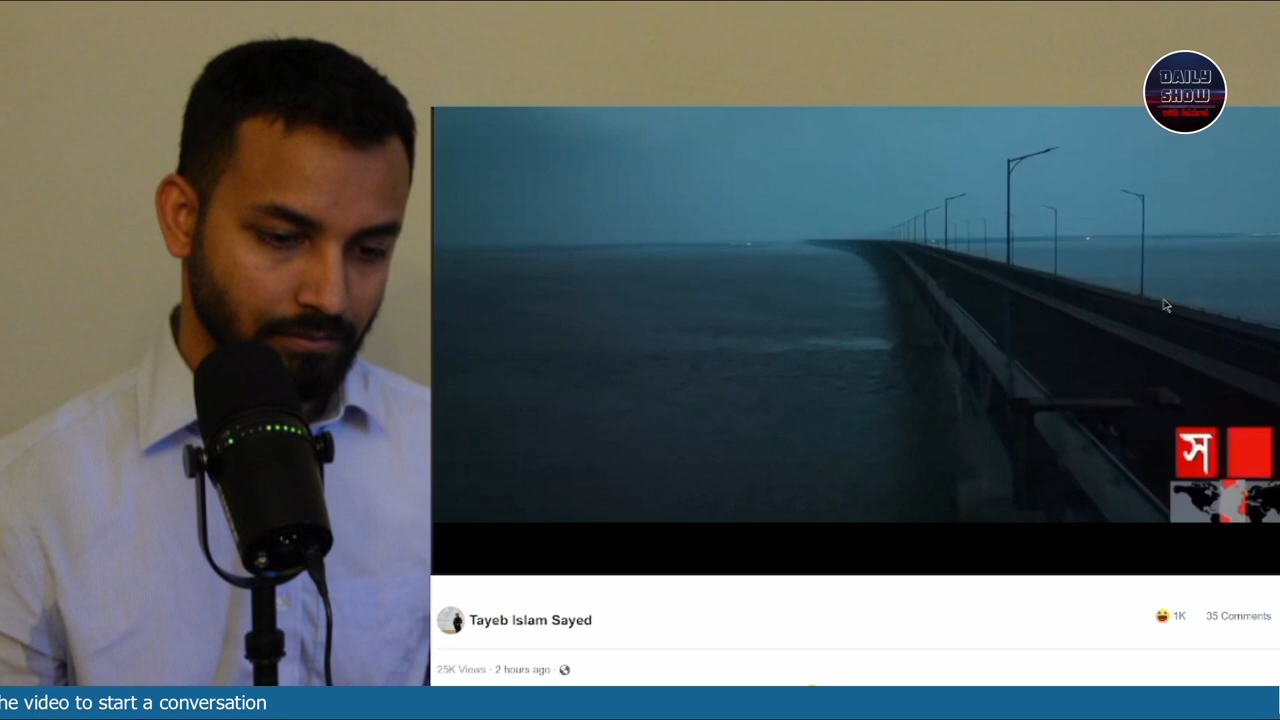 DAILY
SHOW
স
Tayeb Islam Sayed
1K
35 Comments
25K Views · 2 hours ago ·
he video to start a conversation